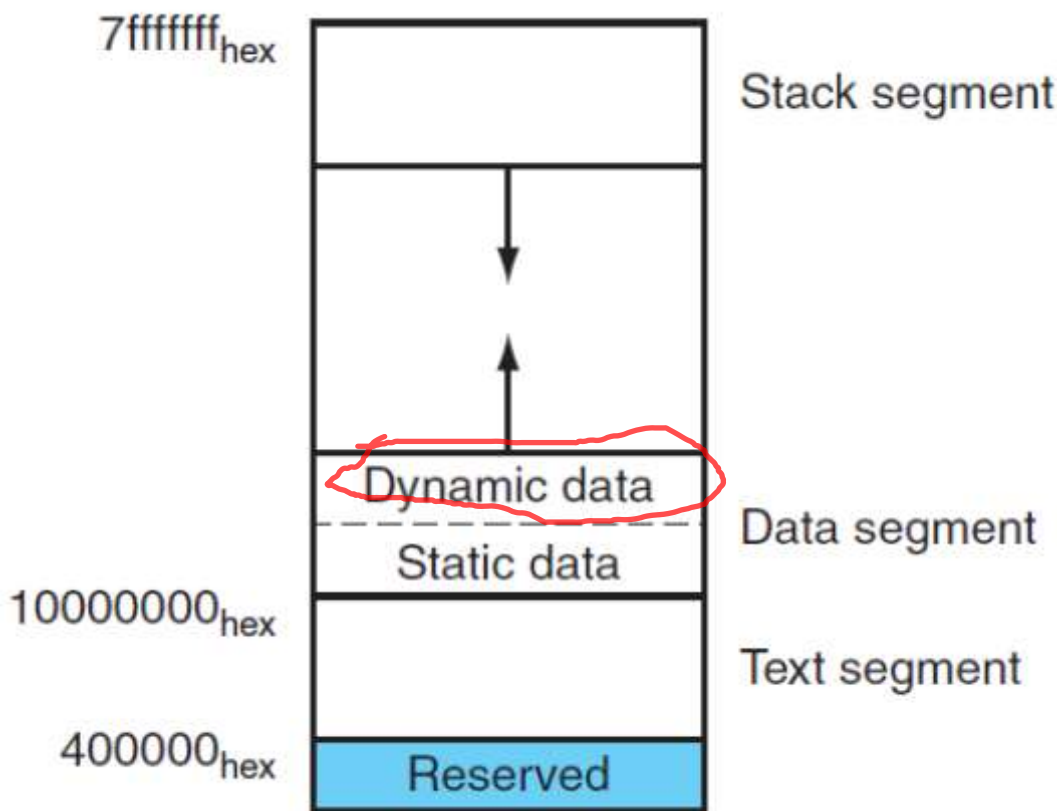 7fffffffhex
Stack segment
Dynamic data
Data segment
Static data
10000000hex
Text segment
400000hex
Reserved